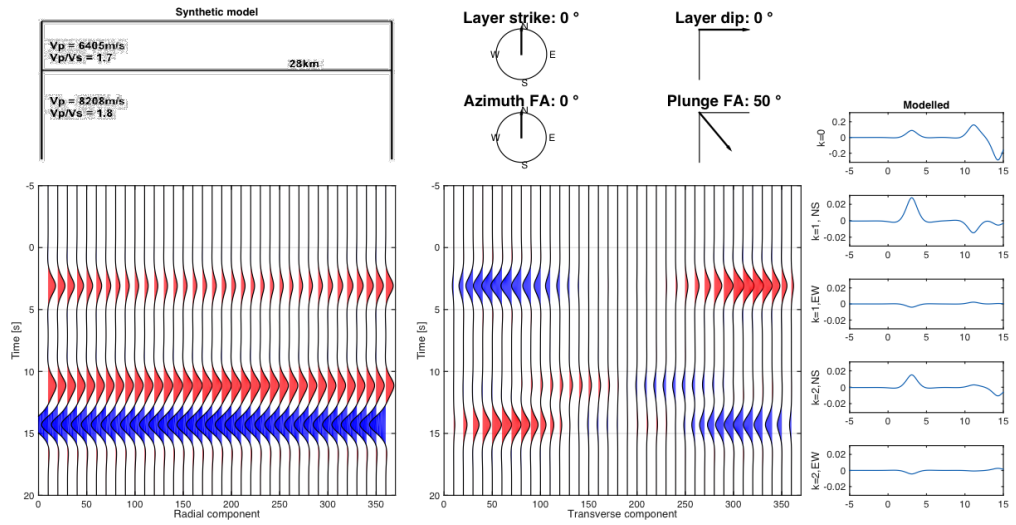 Synthetic model
Vp = 6405m/s
Vp/Vs = 1.7
28km
Vp = 8208m/s
Vp/Vs = 1.8
Layer strike: 0 °
N
W
E
S
Layer dip: 0 °
Azimuth FA: 0 °
N
W
E
S
Plunge FA: 50 °
-5
0
5
10
15
20
Time [s]
0 50 100 150 200 250 300 350
Radial component
-5
0
5
10
15
20
Time [s]
0 50 100 150 200 250 300 350
Transverse component
Modelled
k=0
0.2
0
-0.2
-5 0 5 10 15
k=1, NS
0.02
0
-0.02
-5 0 5 10 15
k=1,EW
0.02
0
-0.02
-5 0 5 10 15
k=2,NS
0.02
0
-0.02
-5 0 5 10 15
k=2,EW
0.02
0
-0.02
-5 0 5 10 15